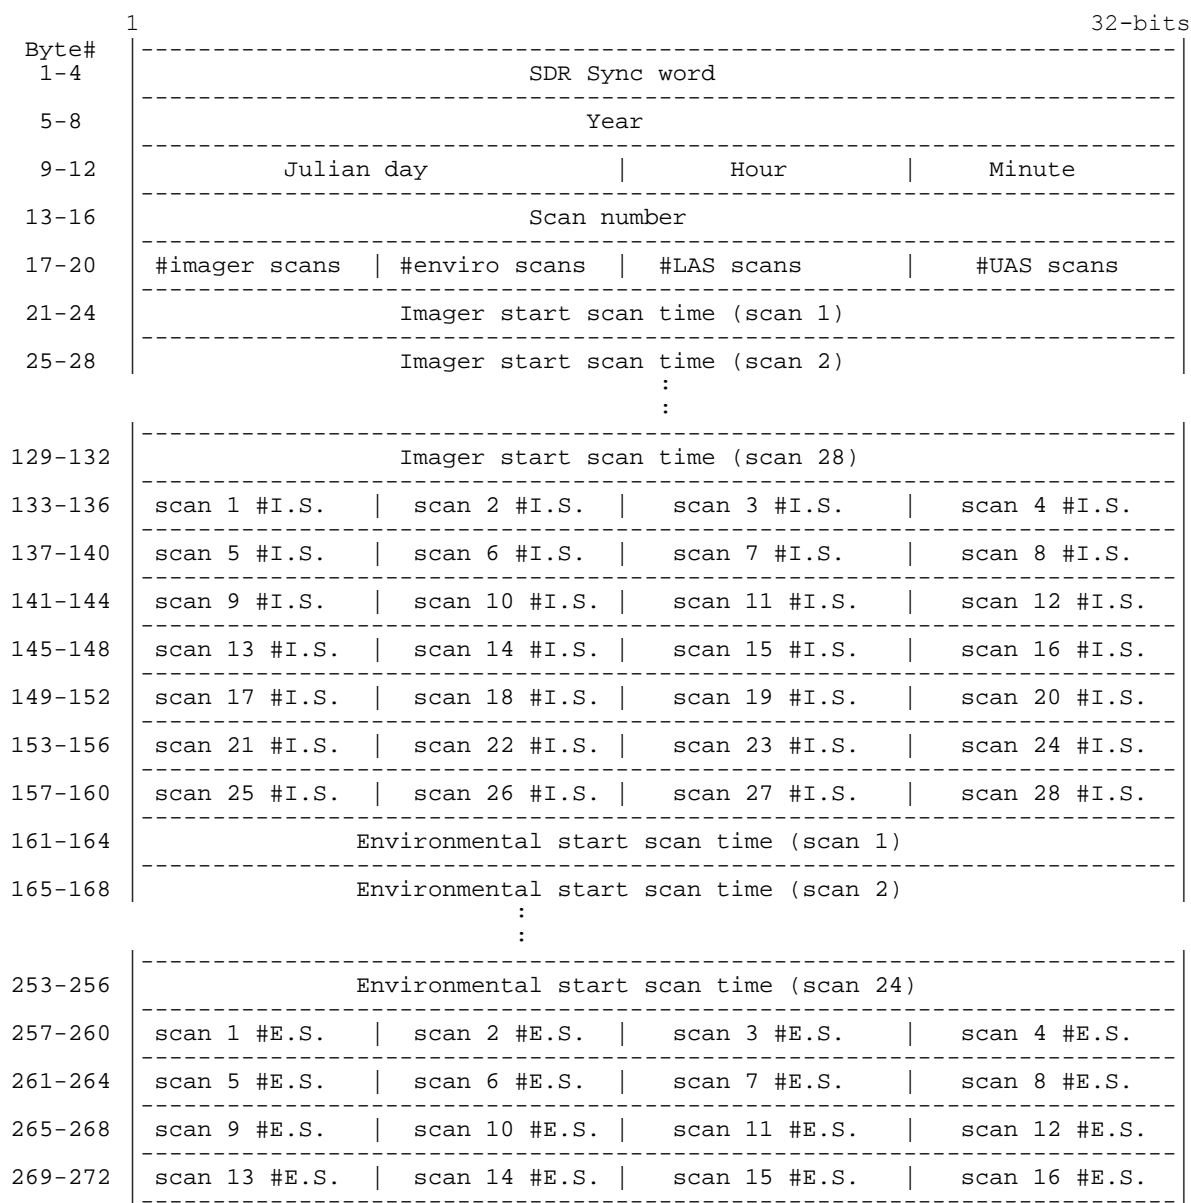 1 32-bits
Byte# |------------------------------------------------------------------------|
1-4 | SDR Sync word |
|------------------------------------------------------------------------|
5-8 | Year |
|------------------------------------------------------------------------|
9-12 | Julian day | Hour | Minute |
|------------------------------------------------------------------------|
13-16 | Scan number |
|------------------------------------------------------------------------|
17-20 | #imager scans | #enviro scans | #LAS scans | #UAS scans |
|------------------------------------------------------------------------|
21-24 | Imager start scan time (scan 1) |
|------------------------------------------------------------------------|
25-28 | Imager start scan time (scan 2) |
:
:
|------------------------------------------------------------------------|
129-132 | Imager start scan time (scan 28) |
|------------------------------------------------------------------------|
133-136 | scan 1 #I.S. | scan 2 #I.S. | scan 3 #I.S. | scan 4 #I.S. |
|------------------------------------------------------------------------|
137-140 | scan 5 #I.S. | scan 6 #I.S. | scan 7 #I.S. | scan 8 #I.S. |
|------------------------------------------------------------------------|
141-144 | scan 9 #I.S. | scan 10 #I.S. | scan 11 #I.S. | scan 12 #I.S. |
|------------------------------------------------------------------------|
145-148 | scan 13 #I.S. | scan 14 #I.S. | scan 15 #I.S. | scan 16 #I.S. |
|------------------------------------------------------------------------|
149-152 | scan 17 #I.S. | scan 18 #I.S. | scan 19 #I.S. | scan 20 #I.S. |
|------------------------------------------------------------------------|
153-156 | scan 21 #I.S. | scan 22 #I.S. | scan 23 #I.S. | scan 24 #I.S. |
|------------------------------------------------------------------------|
157-160 | scan 25 #I.S. | scan 26 #I.S. | scan 27 #I.S. | scan 28 #I.S. |
|------------------------------------------------------------------------|
161-164 | Environmental start scan time (scan 1) |
|------------------------------------------------------------------------|
165-168 | Environmental start scan time (scan 2) |
:
:
|------------------------------------------------------------------------|
253-256 | Environmental start scan time (scan 24) |
|------------------------------------------------------------------------|
257-260 | scan 1 #E.S. | scan 2 #E.S. | scan 3 #E.S. | scan 4 #E.S. |
|------------------------------------------------------------------------|
261-264 | scan 5 #E.S. | scan 6 #E.S. | scan 7 #E.S. | scan 8 #E.S. |
|------------------------------------------------------------------------|
265-268 | scan 9 #E.S. | scan 10 #E.S. | scan 11 #E.S. | scan 12 #E.S. |
|------------------------------------------------------------------------|
269-272 | scan 13 #E.S. | scan 14 #E.S. | scan 15 #E.S. | scan 16 #E.S. |
|------------------------------------------------------------------------|